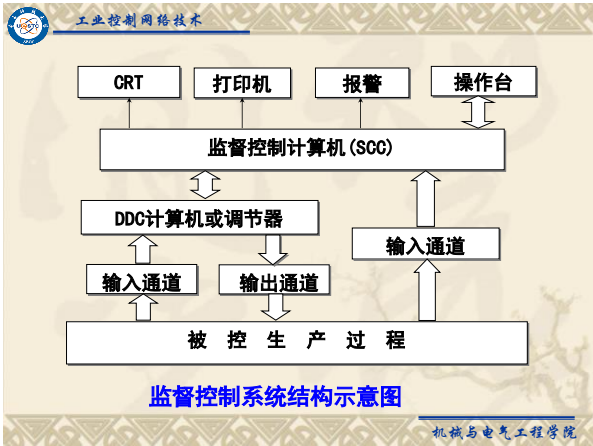 工业控制网络技术
CRT
打印机
报警
操作台
监督控制计算机(SCC)
DDC计算机或调节器
输入通道
输入通道
输出通道
被控生产过程
监督控制系统结构示意图
机械与电气工程学院